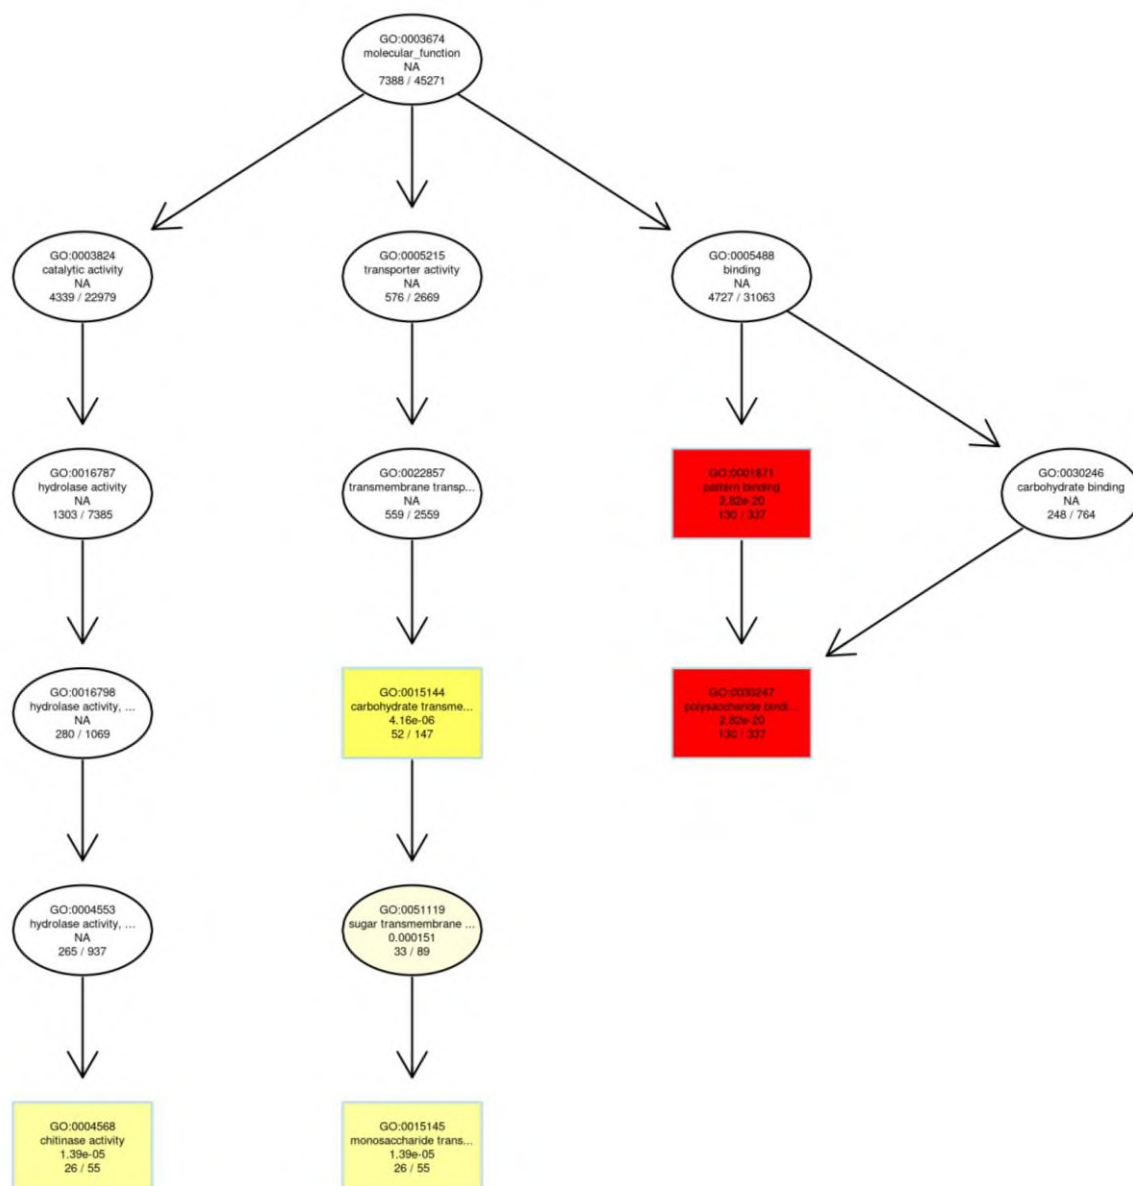 GO:0003674
molecular_function
NA
7388 / 45271
GO:0003824
catalytic activity
NA
4339 / 22979
GO:0005215
transporter activity
NA
576 / 2669
GO:0005488
binding
NA
4727 / 31063
GO:0016787
hydrolase activity
NA
1303 / 7385
GO:0022857
transmembrane transp...
NA
559 / 2559
GO:0001871
pattern binding
2.82e-20
130 / 337
GO:0030246
carbohydrate binding
NA
248 / 764
GO:0016798
hydrolase activity, ...
NA
280 / 1069
GO:0015144
carbohydrate transme...
4.16e-06
52 / 147
GO:0030247
polysaccharide bindi...
2.82e-20
130 / 337
GO:0004553
hydrolase activity, ...
NA
265 / 937
GO:0051119
sugar transmembrane ...
0.000151
33 / 89
GO:0004568
chitinase activity
1.39e-05
26 / 55
GO:0015145
monosaccharide trans...
1.39e-05
26 / 55